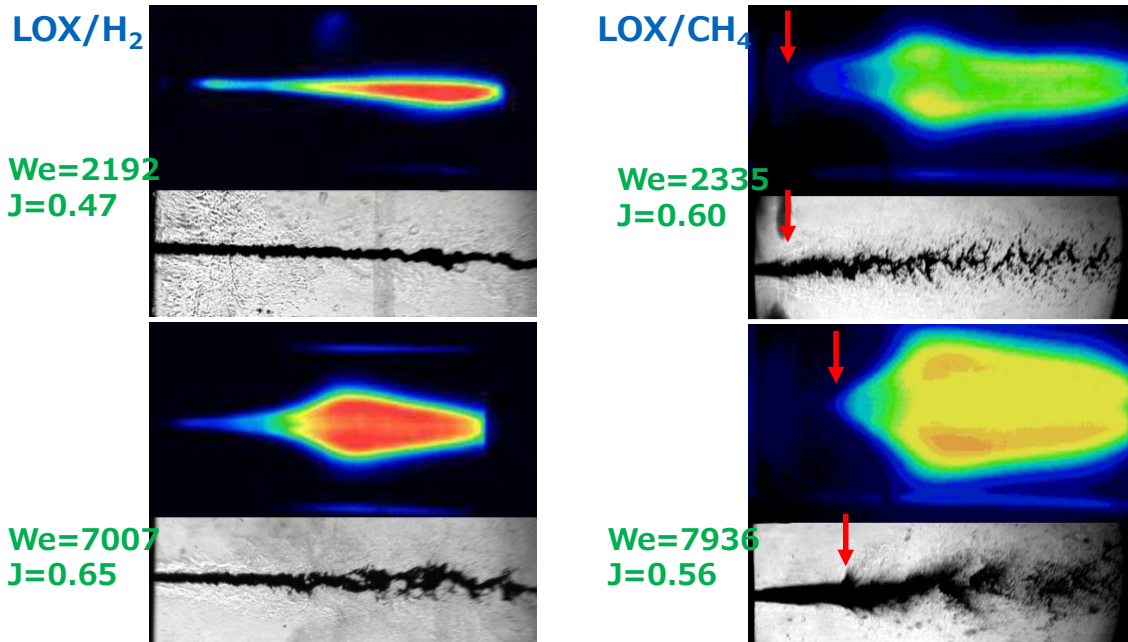 LOX/H₂
LOX/CH₄
We=2192
J=0.47
We=2335
J=0.60
We=7007
J=0.65
We=7936
J=0.56